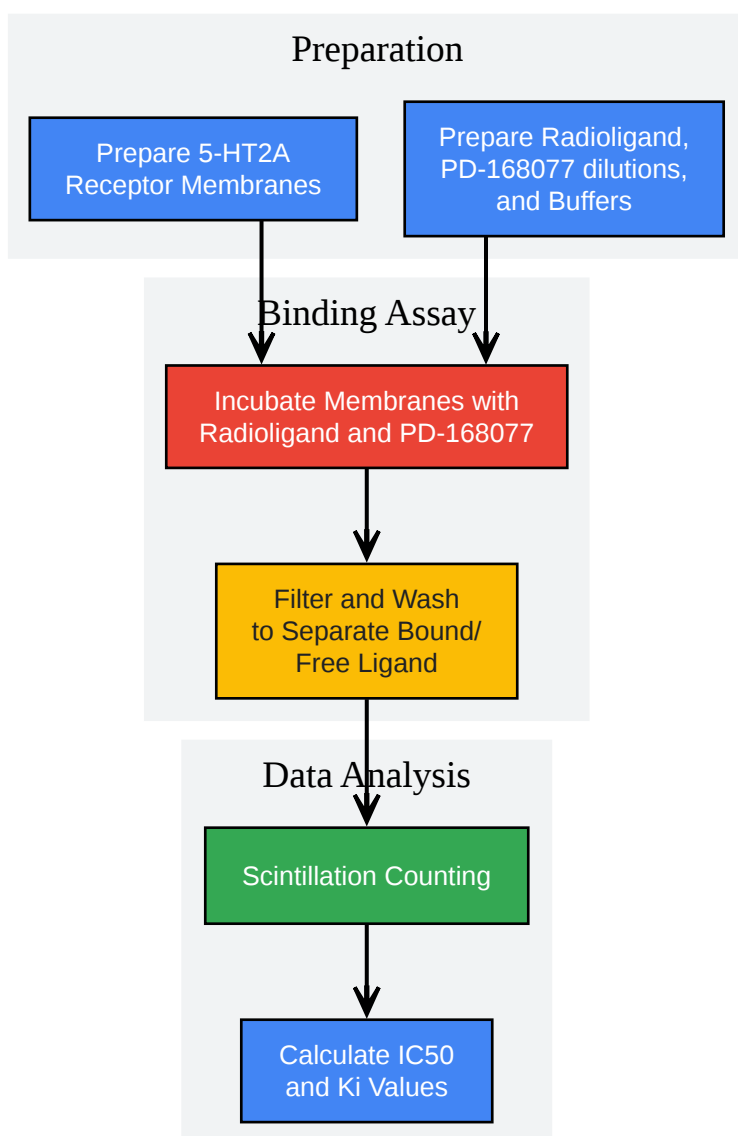 Preparation
Prepare 5-HT2A
Receptor Membranes
Prepare Radioligand,
PD-168077 dilutions,
and Buffers
Binding Assay
Incubate Membranes with
Radioligand and PD-168077
Filter and Wash
to Separate Bound/
Free Ligand
Data Analysis
Scintillation Counting
Calculate IC50
and Ki Values